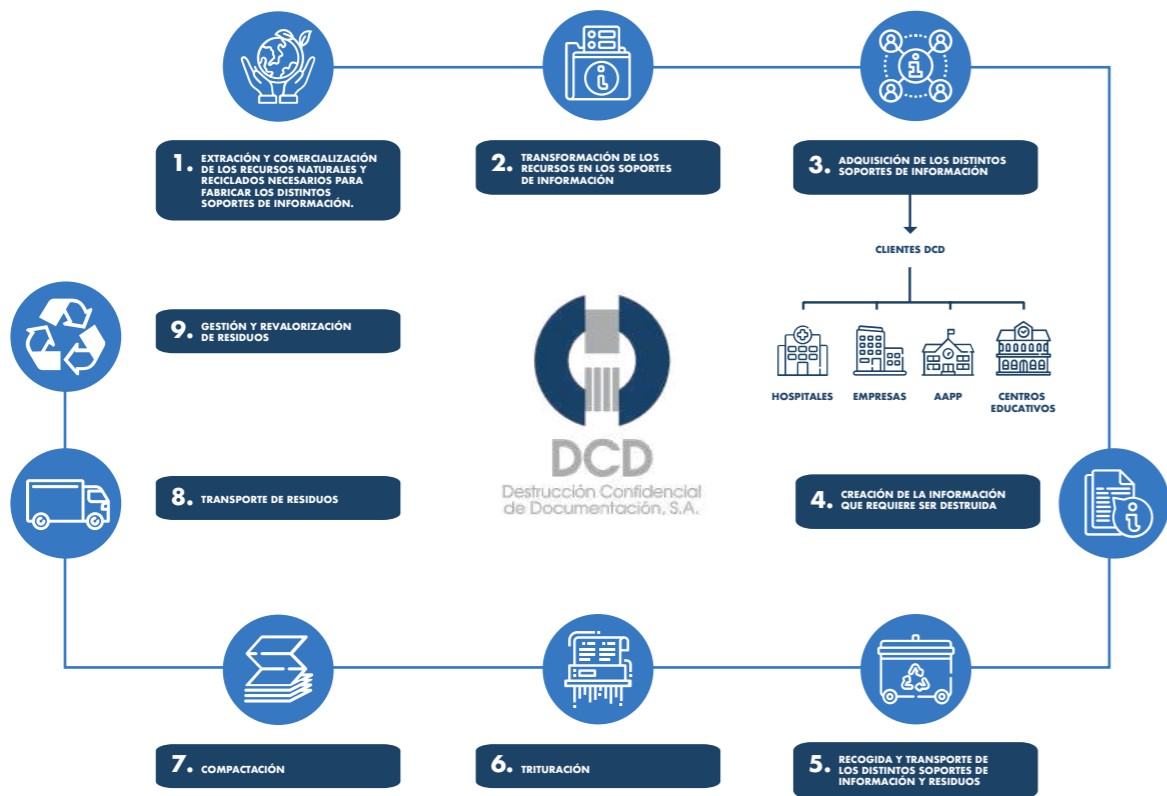 1. EXTRACIÓN Y COMERCIALIZACIÓN
DE LOS RECURSOS NATURALES Y
RECICLADOS NECESARIOS PARA
FABRICAR LOS DISTINTOS
SOPORTES DE INFORMACIÓN.
2. TRANSFORMACIÓN DE LOS
RECURSOS EN LOS SOPORTES
DE INFORMACIÓN
3. ADQUISICIÓN DE LOS DISTINTOS
SOPORTES DE INFORMACIÓN
CLIENTES DCD
HOSPITALES
EMPRESAS
AAPP
CENTROS
EDUCATIVOS
4. CREACIÓN DE LA INFORMACIÓN
QUE REQUIERE SER DESTRUIDA
5. RECOGIDA Y TRANSPORTE DE
LOS DISTINTOS SOPORTES DE
INFORMACIÓN Y RESIDUOS
6. TRITURACIÓN
7. COMPACTACIÓN
8. TRANSPORTE DE RESIDUOS
9. GESTIÓN Y REVALORIZACIÓN
DE RESIDUOS
DCD
Destrucción Confidencial
de Documentación, S.A.